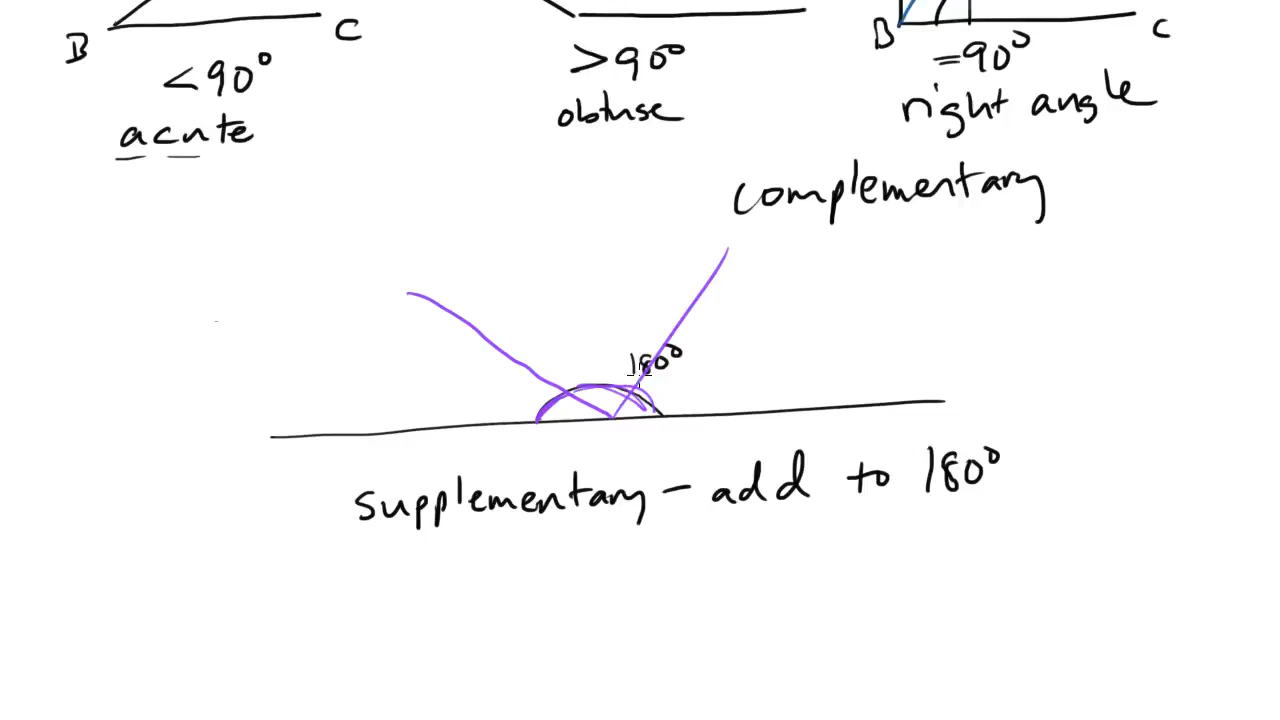 B C
<90°
acute
>90°
obtuse
B C
=90°
right angle
complementary
180°
supplementary - add to 180°